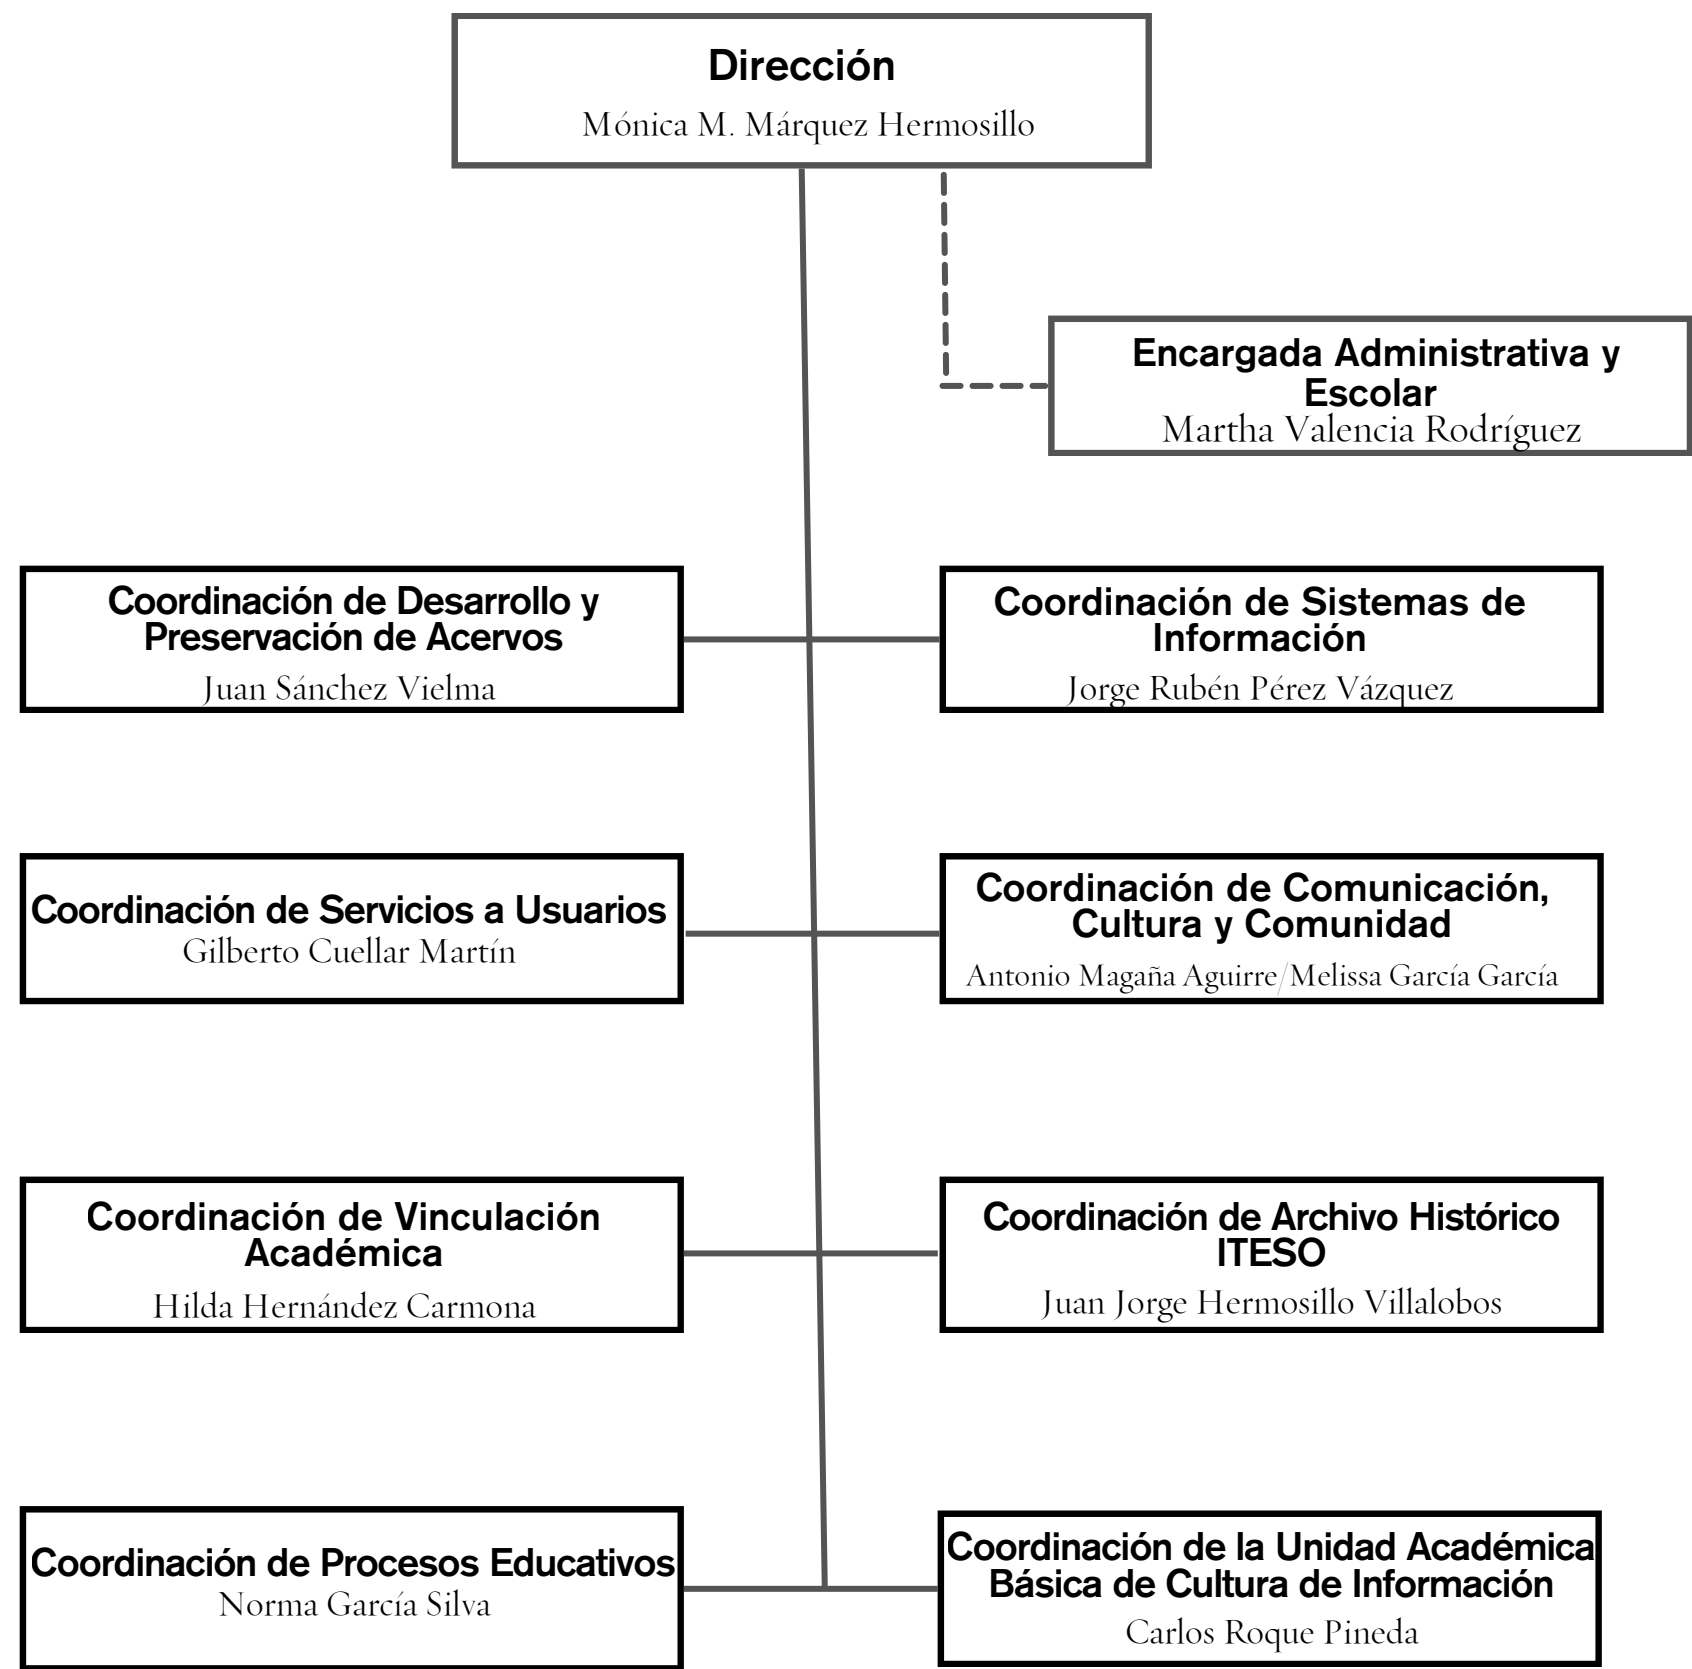 Dirección
Mónica M. Márquez Hermosillo
Encargada Administrativa y
Escolar
Martha Valencia Rodríguez
Coordinación de Desarrollo y
Preservación de Acervos
Juan Sánchez Vielma
Coordinación de Sistemas de
Información
Jorge Rubén Pérez Vázquez
Coordinación de Servicios a Usuarios
Gilberto Cuellar Martín
Coordinación de Comunicación,
Cultura y Comunidad
Antonio Magaña Aguirre/Melissa García García
Coordinación de Vinculación
Académica
Hilda Hernández Carmona
Coordinación de Archivo Histórico
ITESO
Juan Jorge Hermosillo Villalobos
Coordinación de Procesos Educativos
Norma García Silva
Coordinación de la Unidad Académica
Básica de Cultura de Información
Carlos Roque Pineda